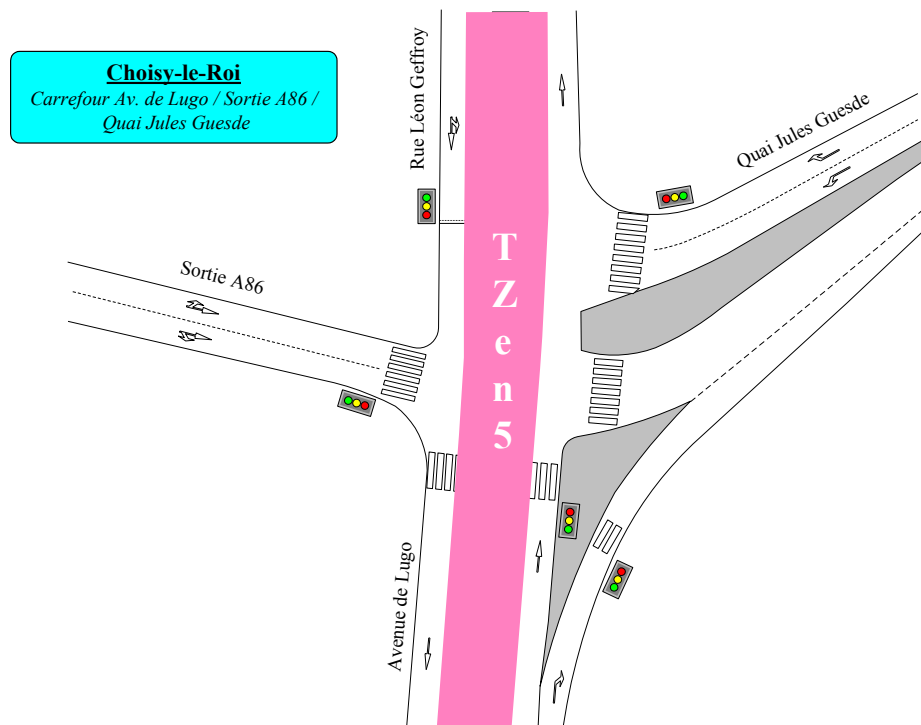 Choisy-le-Roi
Carrefour Av. de Lugo / Sortie A86 /
Quai Jules Guesde
Rue Léon Geffroy
Quai Jules Guesde
Sortie A86
TZen5
Avenue de Lugo